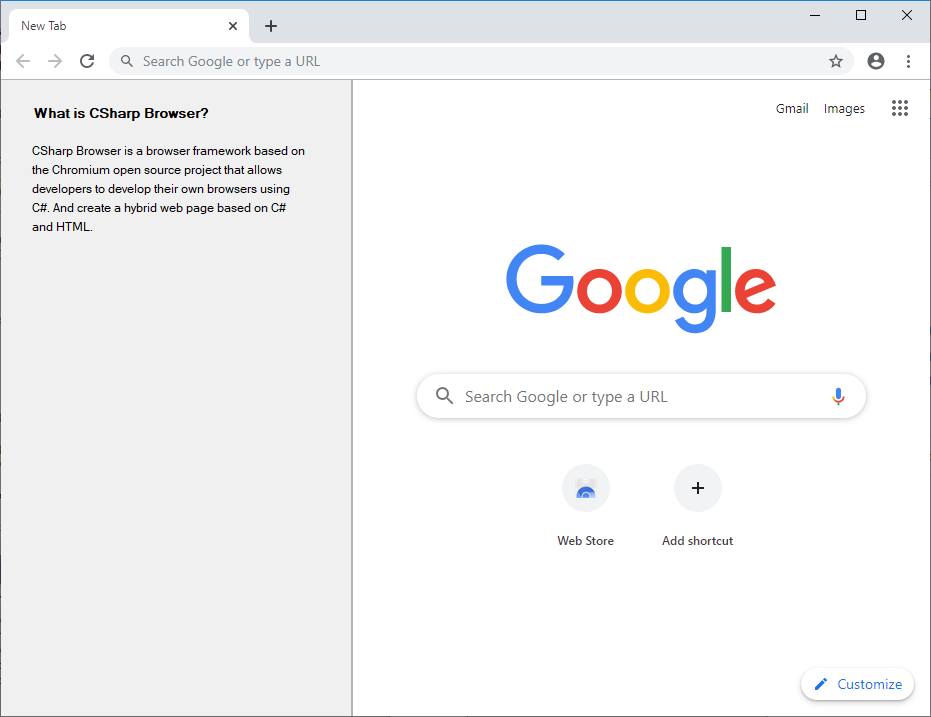 New Tab
Search Google or type a URL
What is CSharp Browser?
CSharp Browser is a browser framework based on
the Chromium open source project that allows
developers to develop their own browsers using
C#. And create a hybrid web page based on C#
and HTML.
Gmail Images
Google
Search Google or type a URL
Web Store Add shortcut
Customize